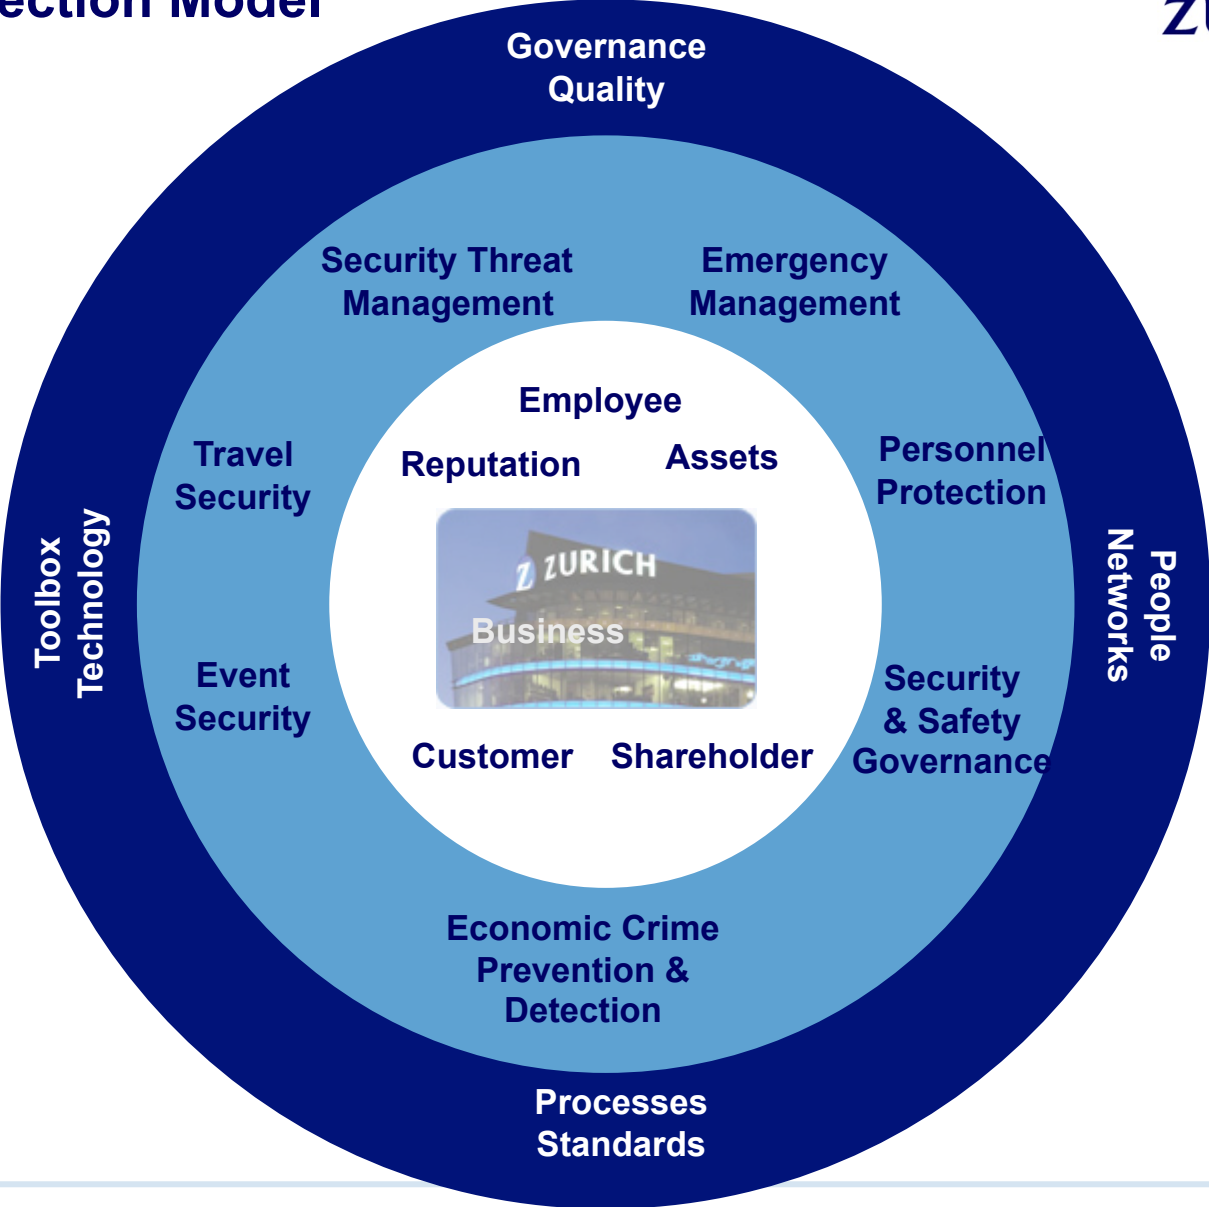 ection Model
ZU
Governance
Quality
Security Threat
Management
Emergency
Management
Employee
Reputation
Assets
Travel
Security
Personnel
Protection
Toolbox
Technology
People
Networks
Z ZURICH
Business
Event
Security
Security
& Safety
Governance
Customer
Shareholder
Economic Crime
Prevention &
Detection
Processes
Standards